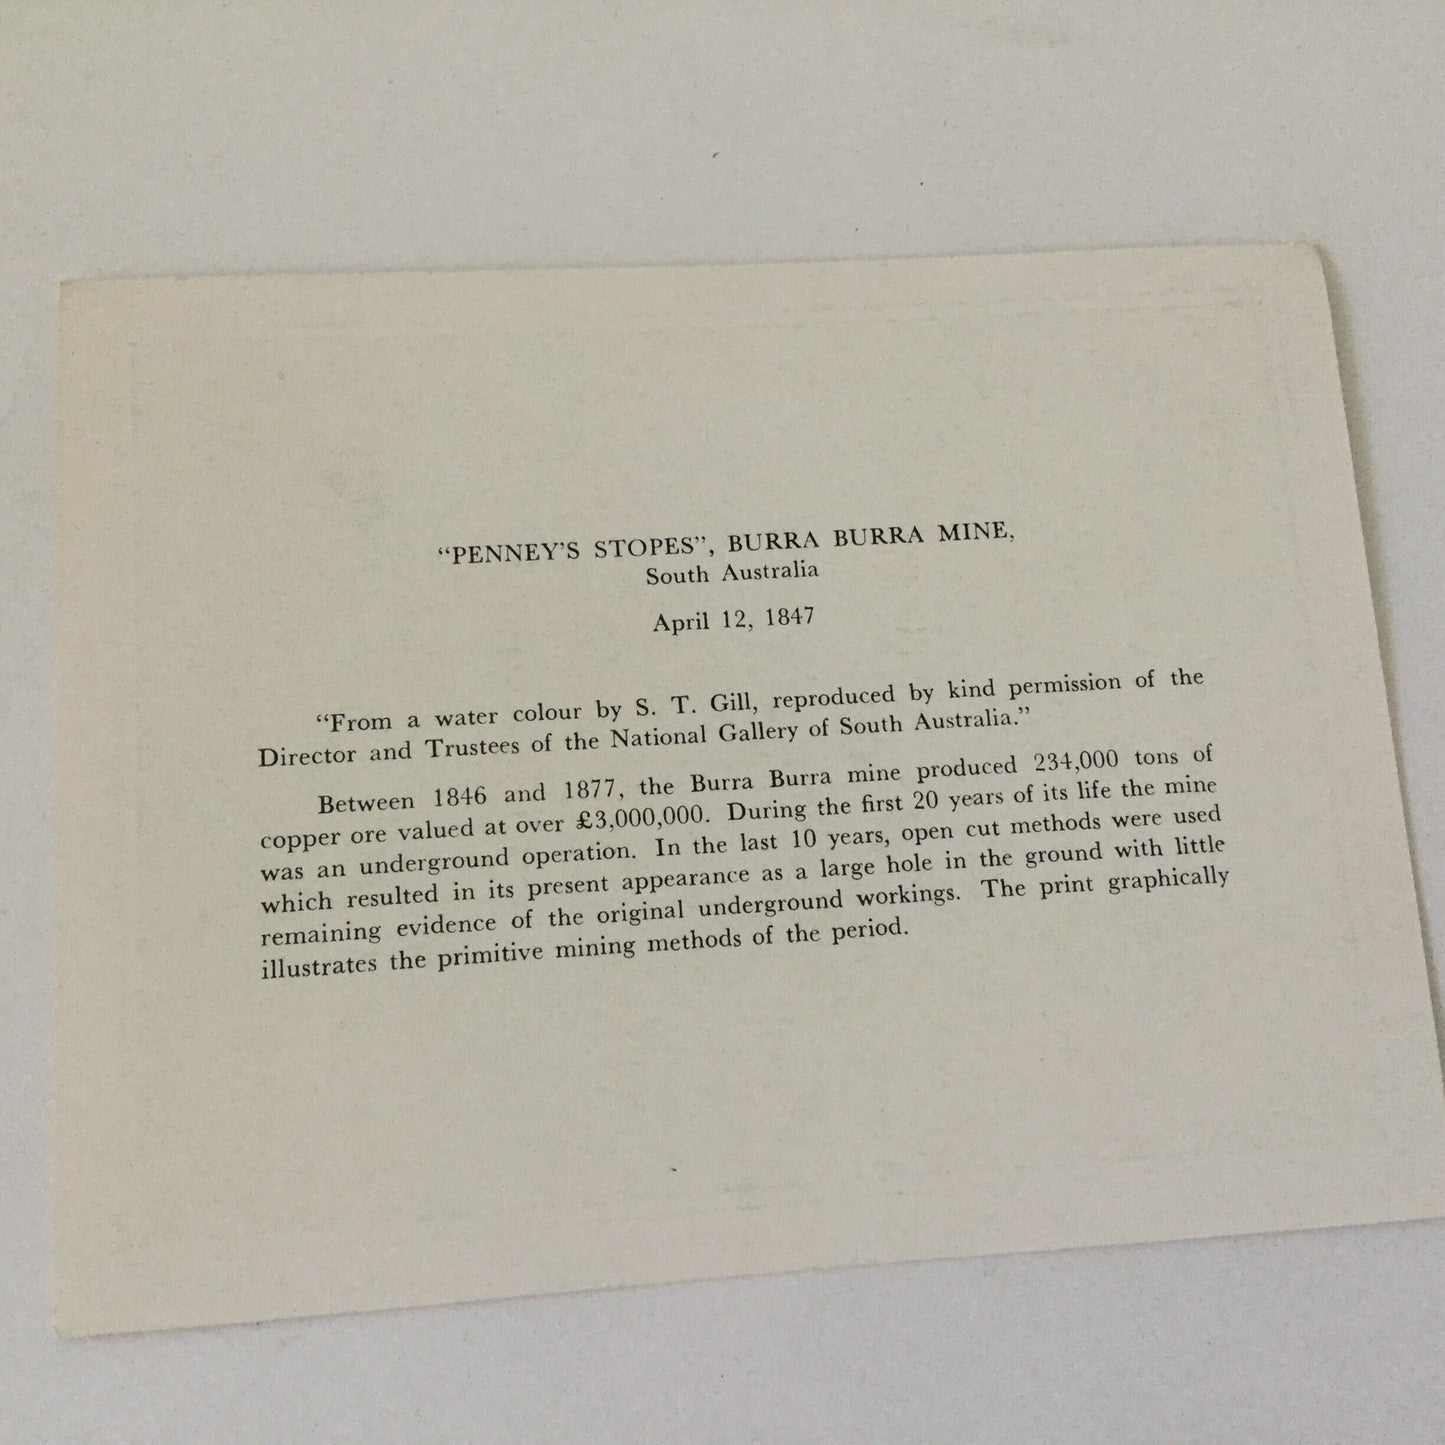 “PENNEY’S STOPES”, BURRA BURRA MINE,
South Australia
April 12, 1847
“From a water colour by S. T. Gill, reproduced by kind permission of the
Director and Trustees of the National Gallery of South Australia.”
Between 1846 and 1877, the Burra Burra mine produced 234,000 tons of
copper ore valued at over £3,000,000. During the first 20 years of its life the mine
was an underground operation. In the last 10 years, open cut methods were used
which resulted in its present appearance as a large hole in the ground with little
remaining evidence of the original underground workings. The print graphically
illustrates the primitive mining methods of the period.